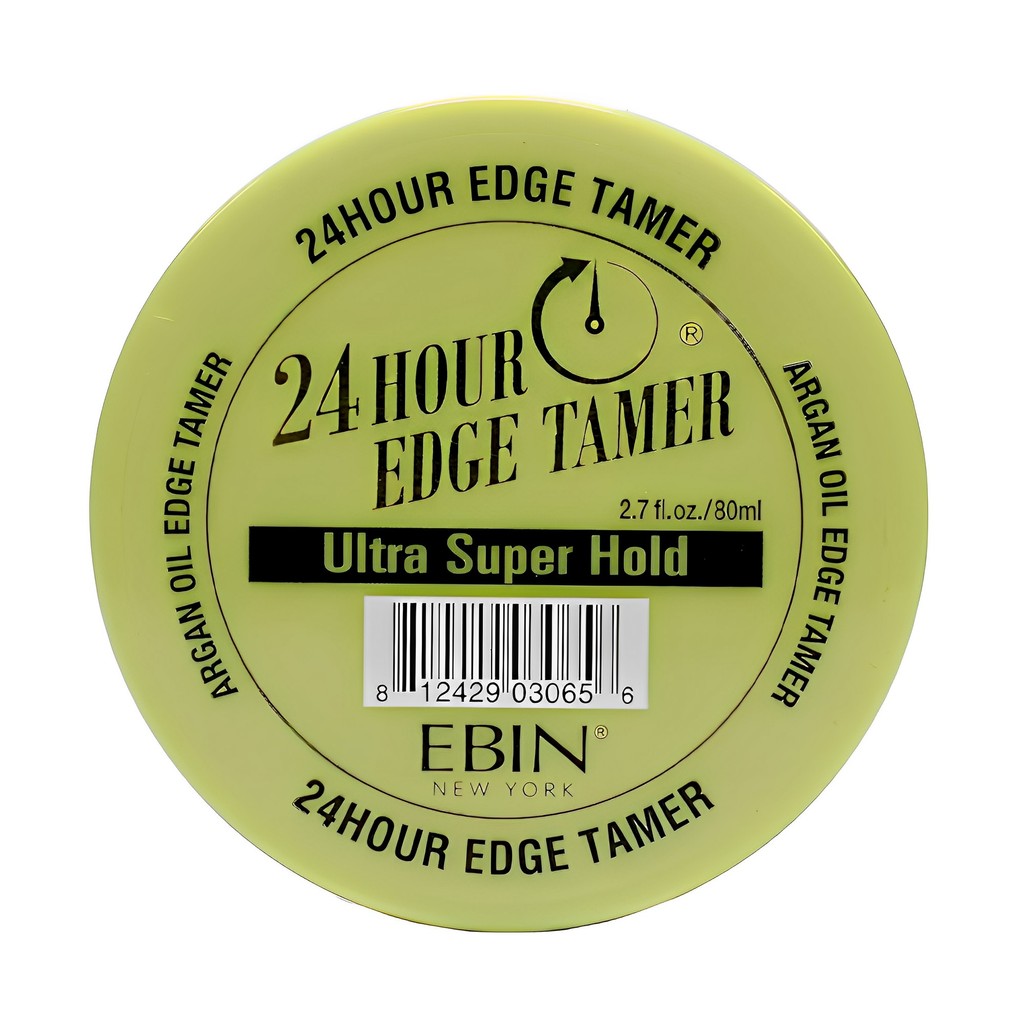 24HOUR EDGE TAMER
24 HOUR
EDGE TAMER ®
2.7 fl.oz./80ml
Ultra Super Hold
8 12429 03065 6
EBIN®
NEW YORK
ARGAN OIL EDGE TAMER
ARGAN OIL EDGE TAMER
24HOUR EDGE TAMER